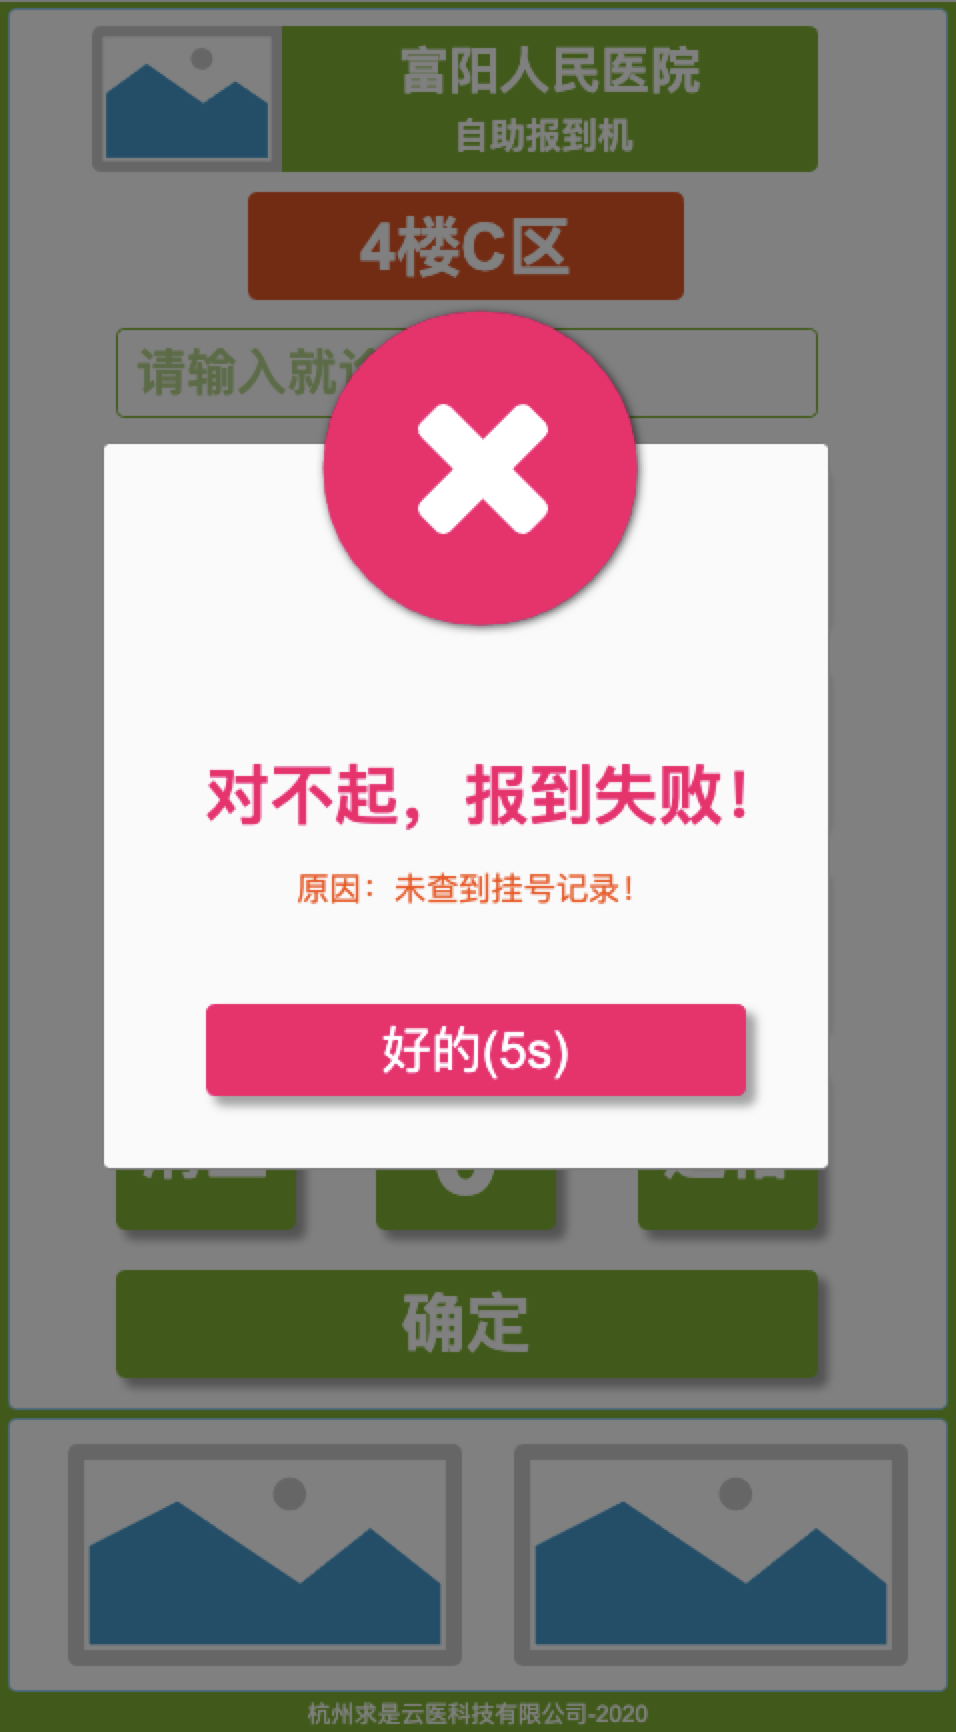 富阳人民医院
自助报到机
4楼C区
请输入就
对不起，报到失败！
原因：未查到挂号记录！
好的(5s)
确定
杭州求是云医科技有限公司-2020